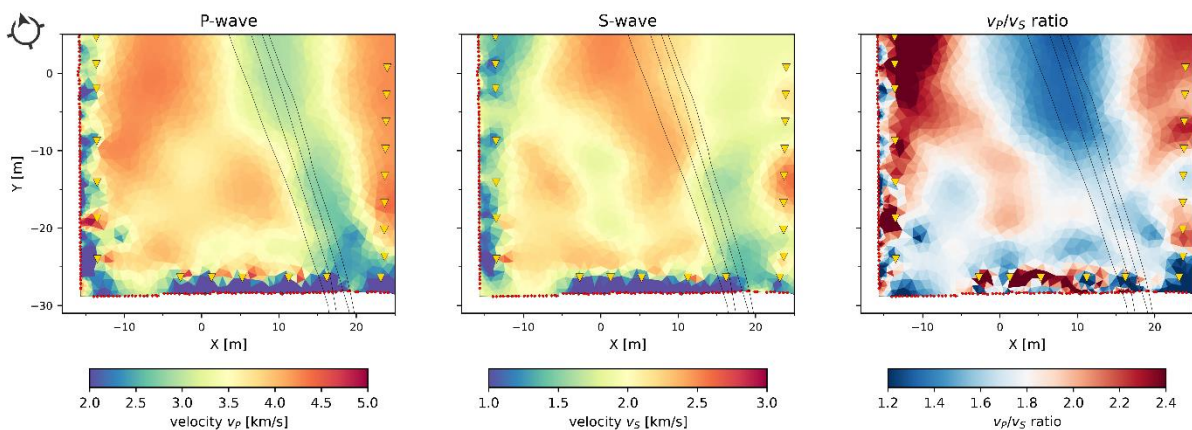 P-wave
S-wave
vP/vS ratio
0
−10
−20
−30
Y [m]
−10 0 10 20
−10 0 10 20
−10 0 10 20
X [m]
X [m]
X [m]
2.0 2.5 3.0 3.5 4.0 4.5 5.0
1.0 1.5 2.0 2.5 3.0
1.2 1.4 1.6 1.8 2.0 2.2 2.4
velocity vP [km/s]
velocity vS [km/s]
vP/vS ratio